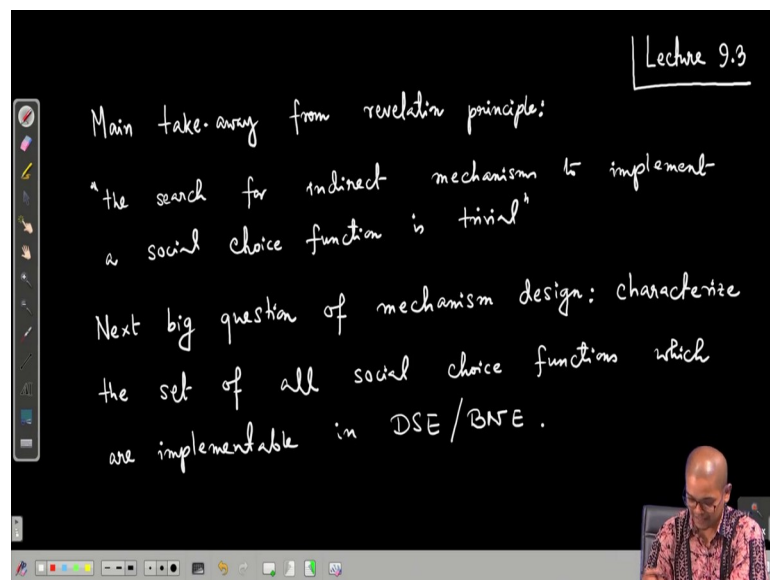 Lecture 9.3
Main take-away from revelatin principle:
"the search for indirect mechanism to implement
a social choice function is trivial"
Next big question of mechanism design: characterize
the set of all social choice functions which
are implementable in DSE/BNE.